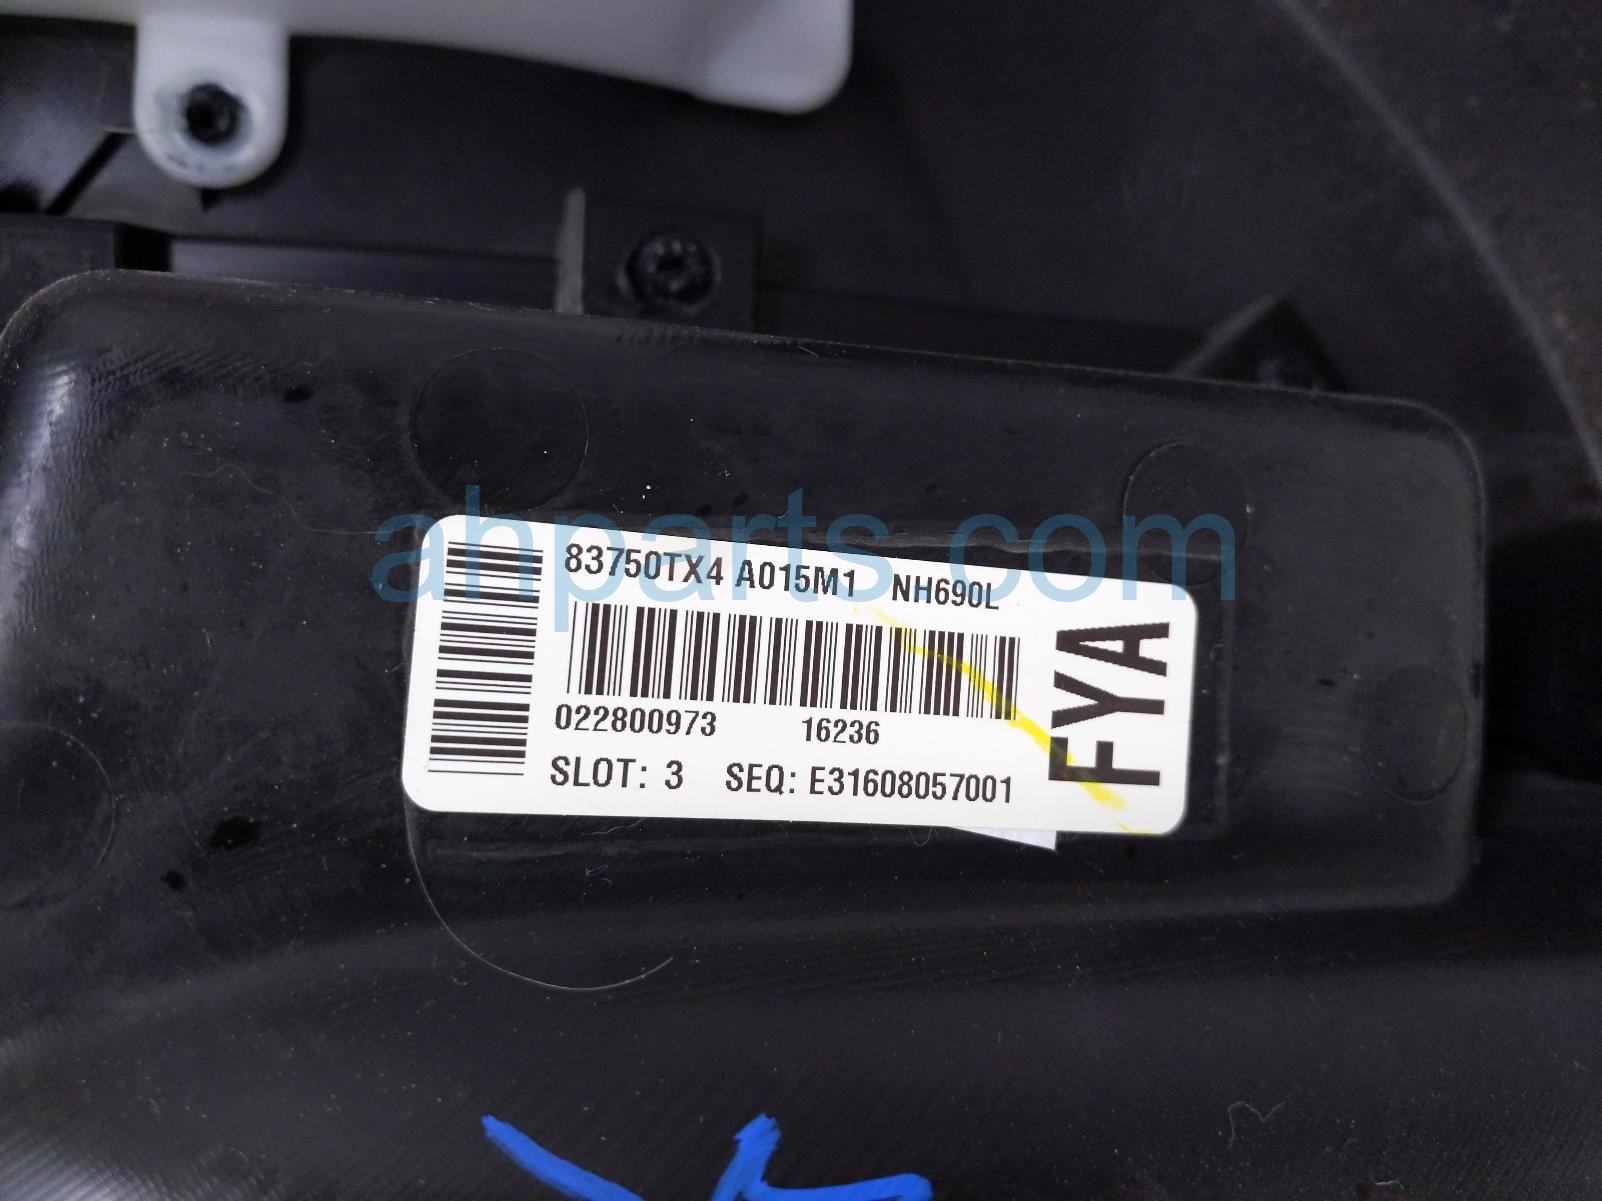 83750TX4 A015M1 NH690L
022800973 16236
SLOT: 3 SEQ: E31608057001
FYA
ahparts.com